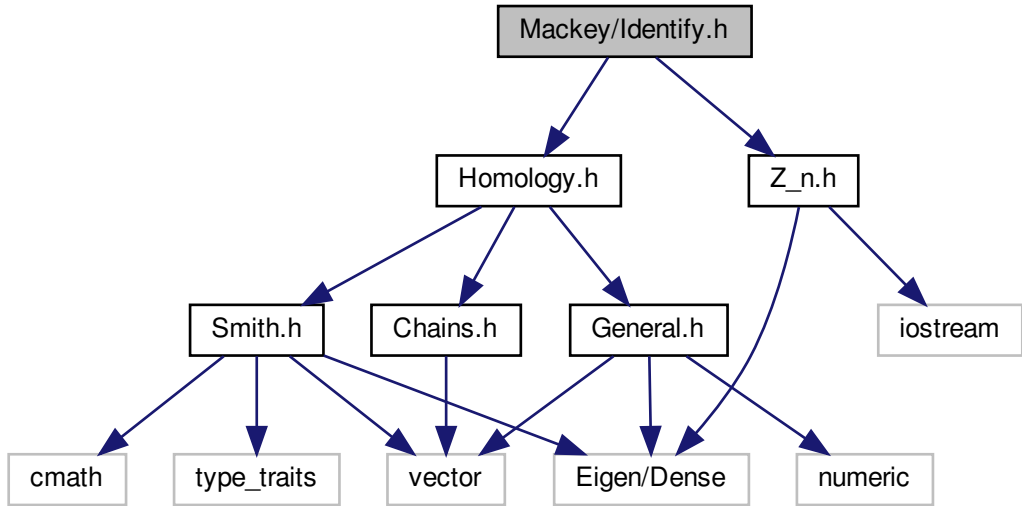 Mackey/Identify.h
Homology.h
Z_n.h
Smith.h
Chains.h
General.h
iostream
cmath
type_traits
vector
Eigen/Dense
numeric